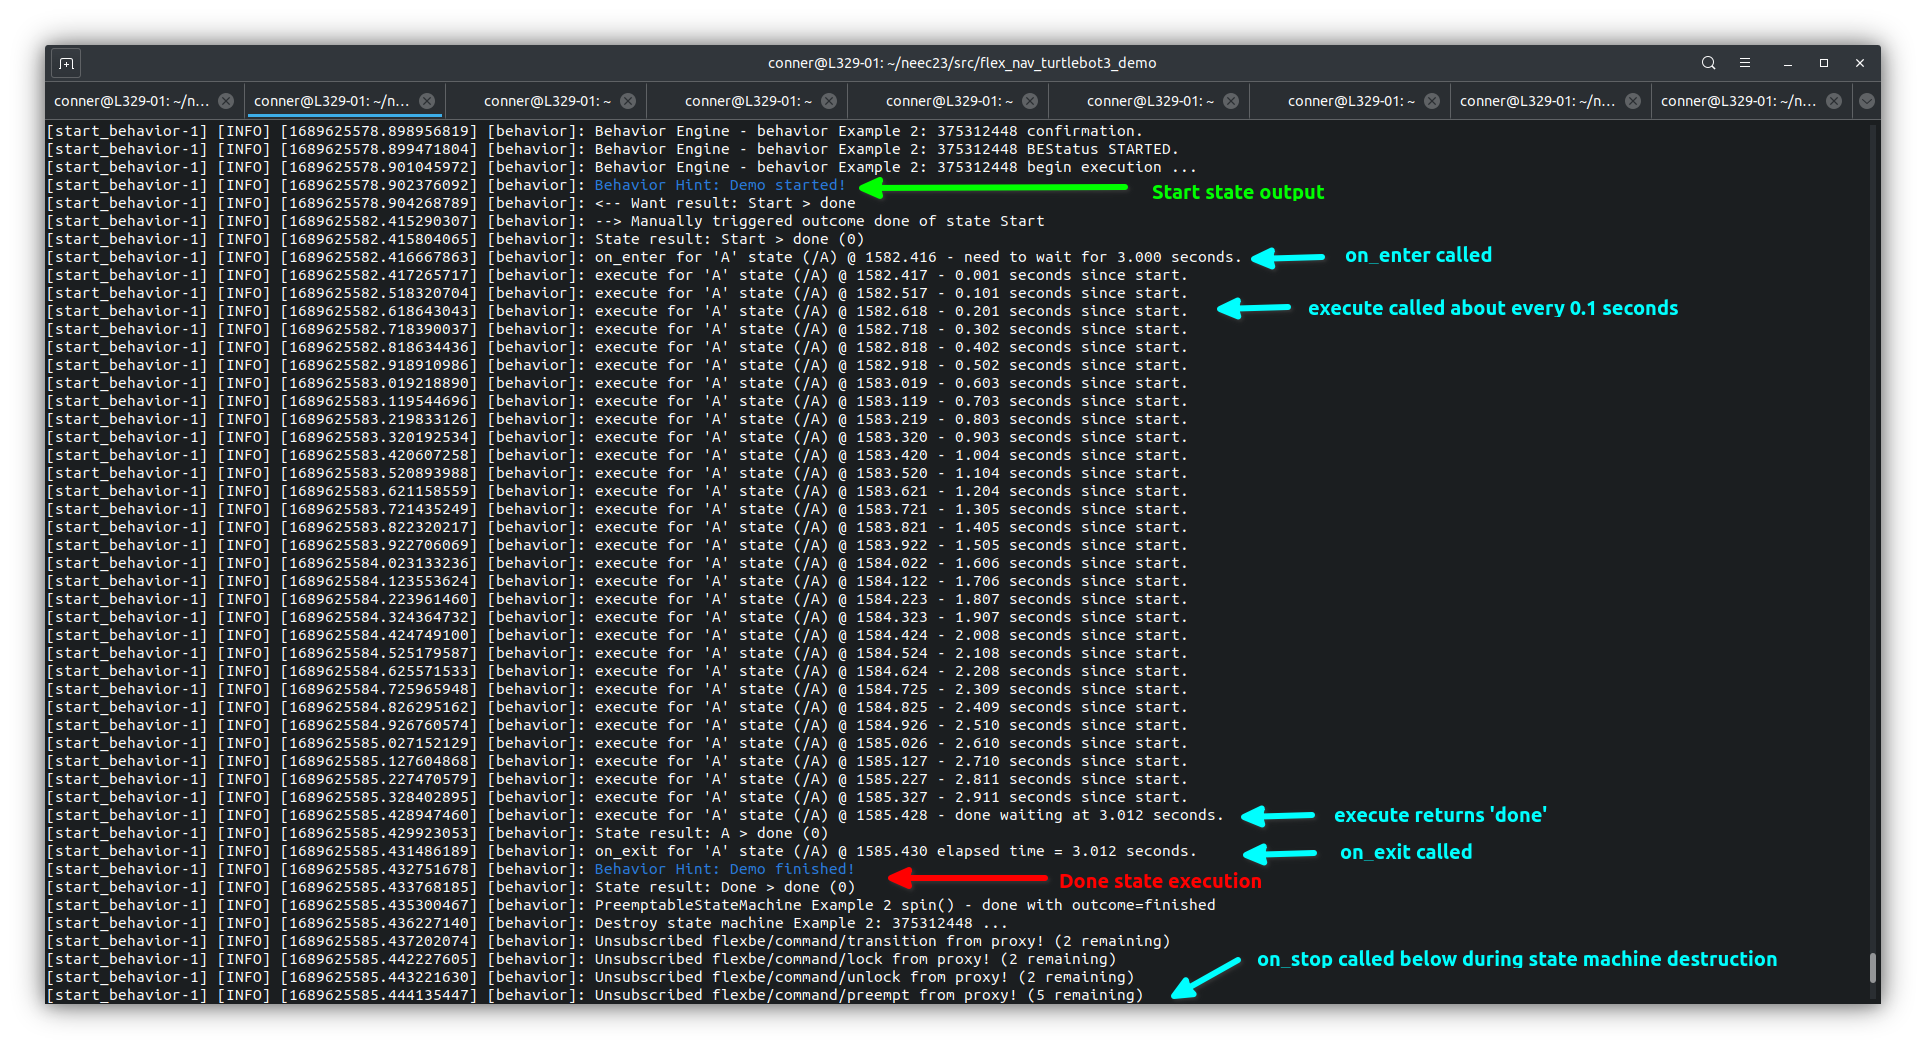 conner@L329-01: ~/neec23/src/flex_nav_turtlebot3_demo
conner@L329-01: ~/n... conner@L329-01: ~/n... conner@L329-01: ~ conner@L329-01: ~ conner@L329-01: ~ conner@L329-01: ~ conner@L329-01: ~ conner@L329-01: ~/n... conner@L329-01: ~/n...
[start_behavior-1] [INFO] [1689625578.898956819] [behavior]: Behavior Engine - behavior Example 2: 375312448 confirmation.
[start_behavior-1] [INFO] [1689625578.899471804] [behavior]: Behavior Engine - behavior Example 2: 375312448 BEStatus STARTED.
[start_behavior-1] [INFO] [1689625578.901045972] [behavior]: Behavior Engine - behavior Example 2: 375312448 begin execution ...
[start_behavior-1] [INFO] [1689625578.902376092] [behavior]: Behavior Hint: Demo started!
Start state output
[start_behavior-1] [INFO] [1689625578.904268789] [behavior]: <-- Want result: Start > done
[start_behavior-1] [INFO] [1689625582.415290307] [behavior]: --> Manually triggered outcome done of state Start
[start_behavior-1] [INFO] [1689625582.415804065] [behavior]: State result: Start > done (0)
[start_behavior-1] [INFO] [1689625582.416667863] [behavior]: on_enter for 'A' state (/A) @ 1582.416 - need to wait for 3.000 seconds.
on_enter called
[start_behavior-1] [INFO] [1689625582.417265717] [behavior]: execute for 'A' state (/A) @ 1582.417 - 0.001 seconds since start.
[start_behavior-1] [INFO] [1689625582.518320704] [behavior]: execute for 'A' state (/A) @ 1582.517 - 0.101 seconds since start.
[start_behavior-1] [INFO] [1689625582.618643043] [behavior]: execute for 'A' state (/A) @ 1582.618 - 0.201 seconds since start.
execute called about every 0.1 seconds
[start_behavior-1] [INFO] [1689625582.718390037] [behavior]: execute for 'A' state (/A) @ 1582.718 - 0.302 seconds since start.
[start_behavior-1] [INFO] [1689625582.818634436] [behavior]: execute for 'A' state (/A) @ 1582.818 - 0.402 seconds since start.
[start_behavior-1] [INFO] [1689625582.918910986] [behavior]: execute for 'A' state (/A) @ 1582.918 - 0.502 seconds since start.
[start_behavior-1] [INFO] [1689625583.019218890] [behavior]: execute for 'A' state (/A) @ 1583.019 - 0.603 seconds since start.
[start_behavior-1] [INFO] [1689625583.119544696] [behavior]: execute for 'A' state (/A) @ 1583.119 - 0.703 seconds since start.
[start_behavior-1] [INFO] [1689625583.219833126] [behavior]: execute for 'A' state (/A) @ 1583.219 - 0.803 seconds since start.
[start_behavior-1] [INFO] [1689625583.320192534] [behavior]: execute for 'A' state (/A) @ 1583.320 - 0.903 seconds since start.
[start_behavior-1] [INFO] [1689625583.420607258] [behavior]: execute for 'A' state (/A) @ 1583.420 - 1.004 seconds since start.
[start_behavior-1] [INFO] [1689625583.520893988] [behavior]: execute for 'A' state (/A) @ 1583.520 - 1.104 seconds since start.
[start_behavior-1] [INFO] [1689625583.621158559] [behavior]: execute for 'A' state (/A) @ 1583.621 - 1.204 seconds since start.
[start_behavior-1] [INFO] [1689625583.721435249] [behavior]: execute for 'A' state (/A) @ 1583.721 - 1.305 seconds since start.
[start_behavior-1] [INFO] [1689625583.822320217] [behavior]: execute for 'A' state (/A) @ 1583.821 - 1.405 seconds since start.
[start_behavior-1] [INFO] [1689625583.922706069] [behavior]: execute for 'A' state (/A) @ 1583.922 - 1.505 seconds since start.
[start_behavior-1] [INFO] [1689625584.023133236] [behavior]: execute for 'A' state (/A) @ 1584.022 - 1.606 seconds since start.
[start_behavior-1] [INFO] [1689625584.123553624] [behavior]: execute for 'A' state (/A) @ 1584.122 - 1.706 seconds since start.
[start_behavior-1] [INFO] [1689625584.223961460] [behavior]: execute for 'A' state (/A) @ 1584.223 - 1.807 seconds since start.
[start_behavior-1] [INFO] [1689625584.324364732] [behavior]: execute for 'A' state (/A) @ 1584.323 - 1.907 seconds since start.
[start_behavior-1] [INFO] [1689625584.424749100] [behavior]: execute for 'A' state (/A) @ 1584.424 - 2.008 seconds since start.
[start_behavior-1] [INFO] [1689625584.525179587] [behavior]: execute for 'A' state (/A) @ 1584.524 - 2.108 seconds since start.
[start_behavior-1] [INFO] [1689625584.625571533] [behavior]: execute for 'A' state (/A) @ 1584.624 - 2.208 seconds since start.
[start_behavior-1] [INFO] [1689625584.725965948] [behavior]: execute for 'A' state (/A) @ 1584.725 - 2.309 seconds since start.
[start_behavior-1] [INFO] [1689625584.826295162] [behavior]: execute for 'A' state (/A) @ 1584.825 - 2.409 seconds since start.
[start_behavior-1] [INFO] [1689625584.926760574] [behavior]: execute for 'A' state (/A) @ 1584.926 - 2.510 seconds since start.
[start_behavior-1] [INFO] [1689625585.027152129] [behavior]: execute for 'A' state (/A) @ 1585.026 - 2.610 seconds since start.
[start_behavior-1] [INFO] [1689625585.127604868] [behavior]: execute for 'A' state (/A) @ 1585.127 - 2.710 seconds since start.
[start_behavior-1] [INFO] [1689625585.227470579] [behavior]: execute for 'A' state (/A) @ 1585.227 - 2.811 seconds since start.
[start_behavior-1] [INFO] [1689625585.328402895] [behavior]: execute for 'A' state (/A) @ 1585.327 - 2.911 seconds since start.
[start_behavior-1] [INFO] [1689625585.428947460] [behavior]: execute for 'A' state (/A) @ 1585.428 - done waiting at 3.012 seconds.
execute returns 'done'
[start_behavior-1] [INFO] [1689625585.429923053] [behavior]: State result: A > done (0)
[start_behavior-1] [INFO] [1689625585.431486189] [behavior]: on_exit for 'A' state (/A) @ 1585.430 elapsed time = 3.012 seconds.
on_exit called
[start_behavior-1] [INFO] [1689625585.432751678] [behavior]: Behavior Hint: Demo finished!
Done state execution
[start_behavior-1] [INFO] [1689625585.433768185] [behavior]: State result: Done > done (0)
[start_behavior-1] [INFO] [1689625585.435300467] [behavior]: PreemptableStateMachine Example 2 spin() - done with outcome=finished
[start_behavior-1] [INFO] [1689625585.436227140] [behavior]: Destroy state machine Example 2: 375312448 ...
[start_behavior-1] [INFO] [1689625585.437202074] [behavior]: Unsubscribed flexbe/command/transition from proxy! (2 remaining)
[start_behavior-1] [INFO] [1689625585.442227605] [behavior]: Unsubscribed flexbe/command/lock from proxy! (2 remaining)
on_stop called below during state machine destruction
[start_behavior-1] [INFO] [1689625585.443221630] [behavior]: Unsubscribed flexbe/command/unlock from proxy! (2 remaining)
[start_behavior-1] [INFO] [1689625585.444135447] [behavior]: Unsubscribed flexbe/command/preempt from proxy! (5 remaining)